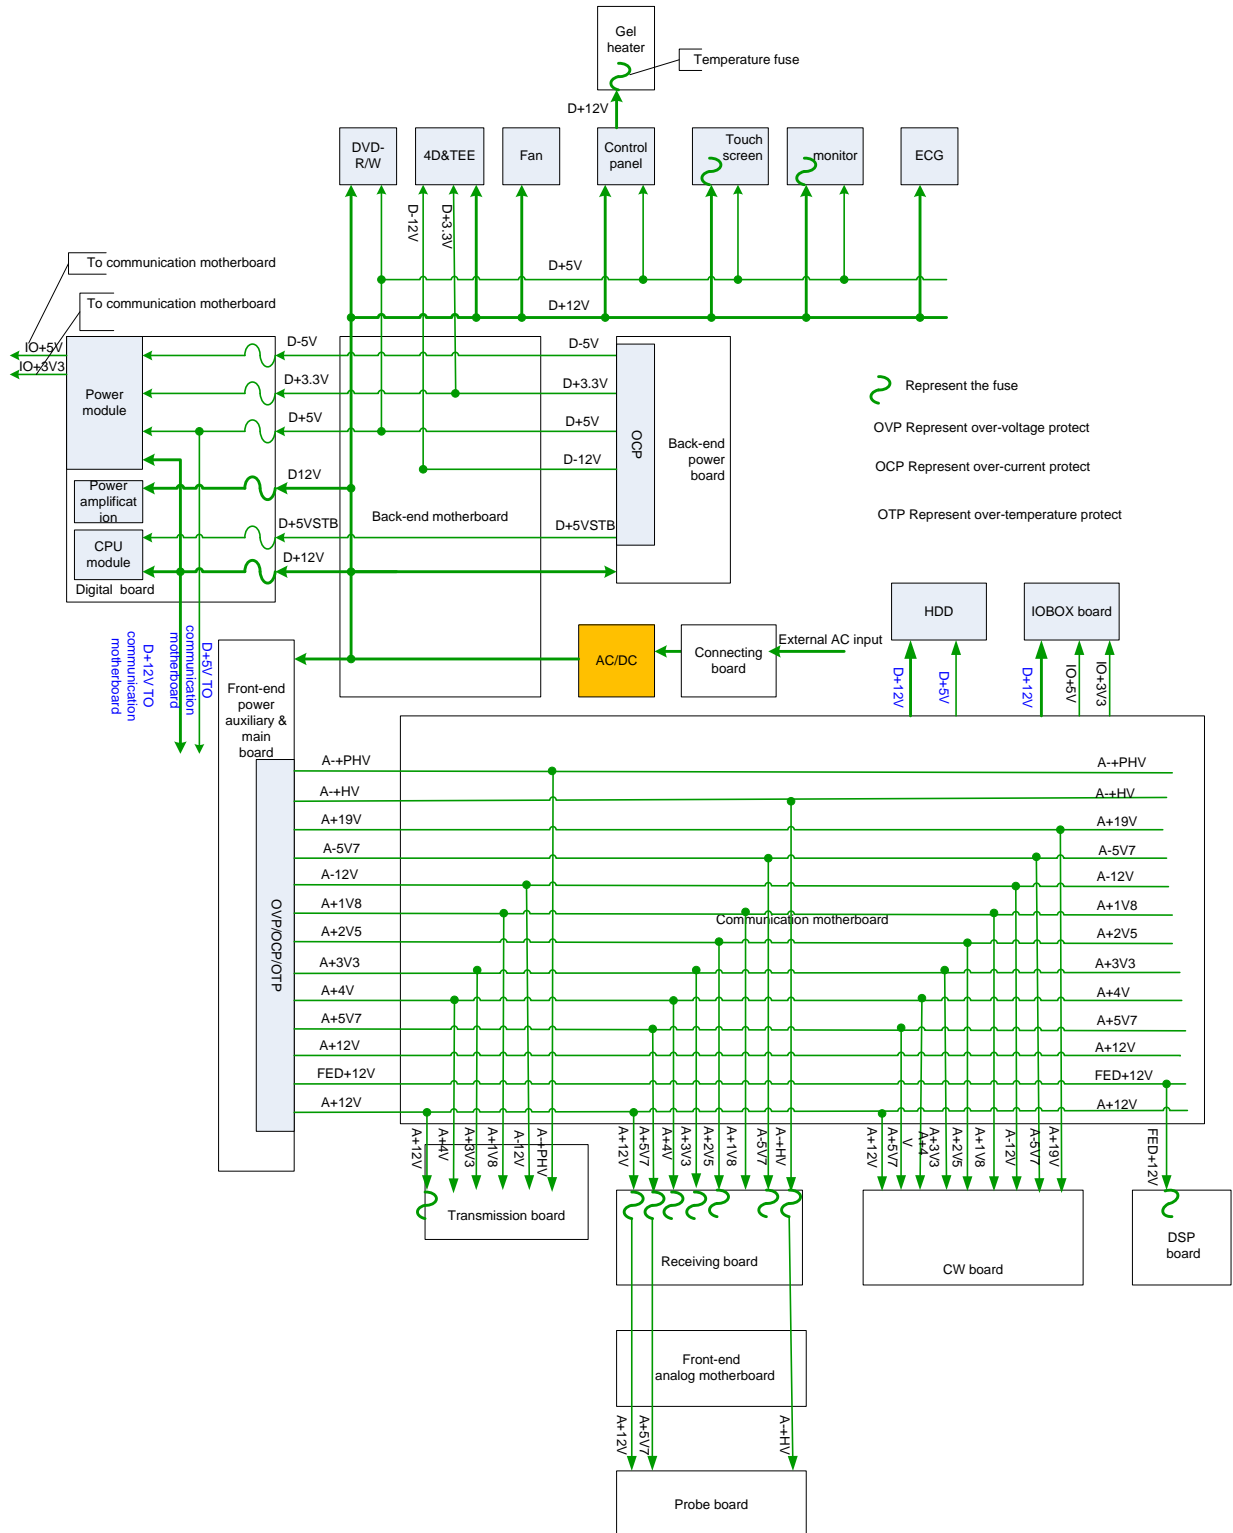 Gel
heater
Temperature fuse
D+12V
DVD-
R/W
4D&TEE
Fan
Control
panel
Touch
screen
monitor
ECG
D-12V
D+3.3V
To communication motherboard
D+5V
To communication motherboard
D+12V
IO+5V
IO+3V3
D-5V
D-5V
Power
module
D+3.3V
D+3.3V
Represent the fuse
D+5V
D+5V
OCP
Back-end
power
board
OVP Represent over-voltage protect
D12V
D-12V
OCP Represent over-current protect
Power
amplificat
ion
Back-end motherboard
OTP Represent over-temperature protect
D+5VSTB
D+5VSTB
CPU
module
D+12V
Digital board
HDD
IOBOX board
D+12V TO
communication
motherboard
D+5V TO
communication
motherboard
External AC input
AC/DC
Connecting
board
Front-end
power
auxiliary &
main
board
D+12V
D+5V
D+12V
IO+5V
IO+3V3
A-+PHV
A-+PHV
A-+HV
A-+HV
A+19V
A+19V
A-5V7
A-5V7
A-12V
A-12V
A+1V8
A+1V8
Communication motherboard
OVP/OCP/OTP
A+2V5
A+2V5
A+3V3
A+3V3
A+4V
A+4V
A+5V7
A+5V7
A+12V
A+12V
FED+12V
FED+12V
A+12V
A+12V
A+12V
A+4V
A+3V3
A+1V8
A-12V
A-+PHV
A+12V
A+5V7
A+4V
A+3V3
A+2V5
A+1V8
A-5V7
A-+HV
A+12V
A+5V7
A+4
V
A+3V3
A+2V5
A+1V8
A-12V
A-5V7
A+19V
FED+12V
Transmission board
Receiving board
CW board
DSP
board
Front-end
analog motherboard
A+12V
A+5V7
A-+HV
Probe board